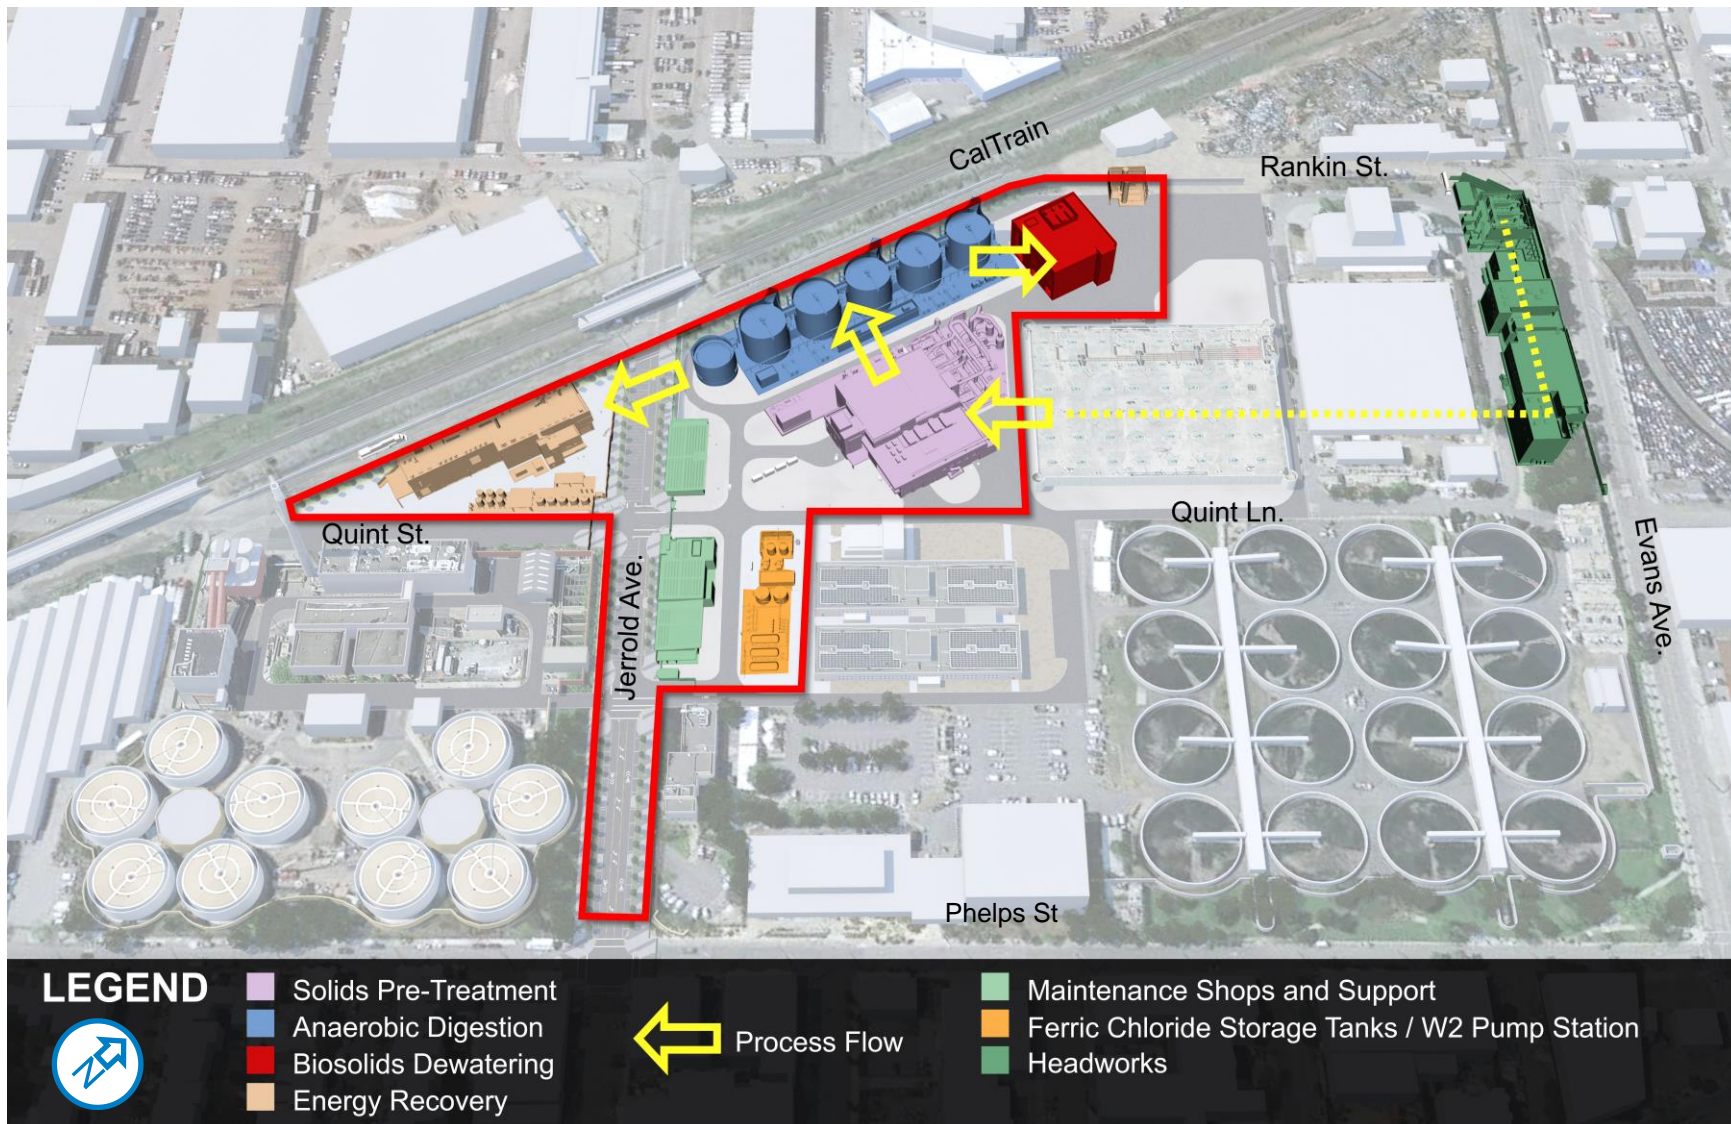 CalTrain
Rankin St.
Quint St.
Quint Ln.
Jerrold Ave.
Evans Ave.
Phelps St
LEGEND
N
Solids Pre-Treatment
Anaerobic Digestion
Biosolids Dewatering
Energy Recovery
Process Flow
Maintenance Shops and Support
Ferric Chloride Storage Tanks / W2 Pump Station
Headworks